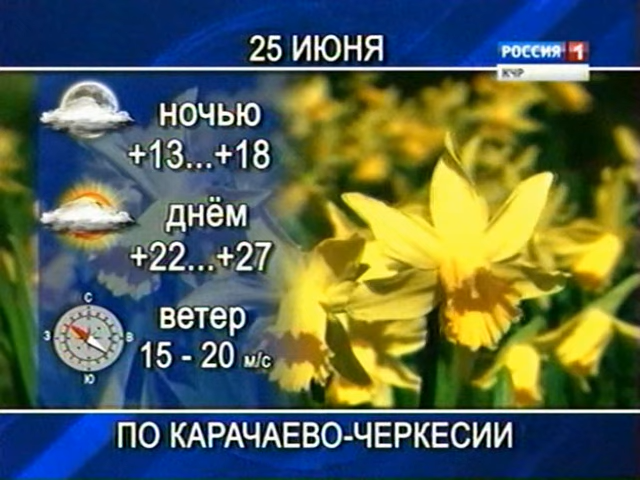 25 ИЮНЯ
РОССИЯ 1
КЧР
НОЧЬЮ
+13...+18
ДНЁМ
+22...+27
ветер
15 - 20 м/с
С
З
В
Ю
ПО КАРАЧАЕВО-ЧЕРКЕСИИ